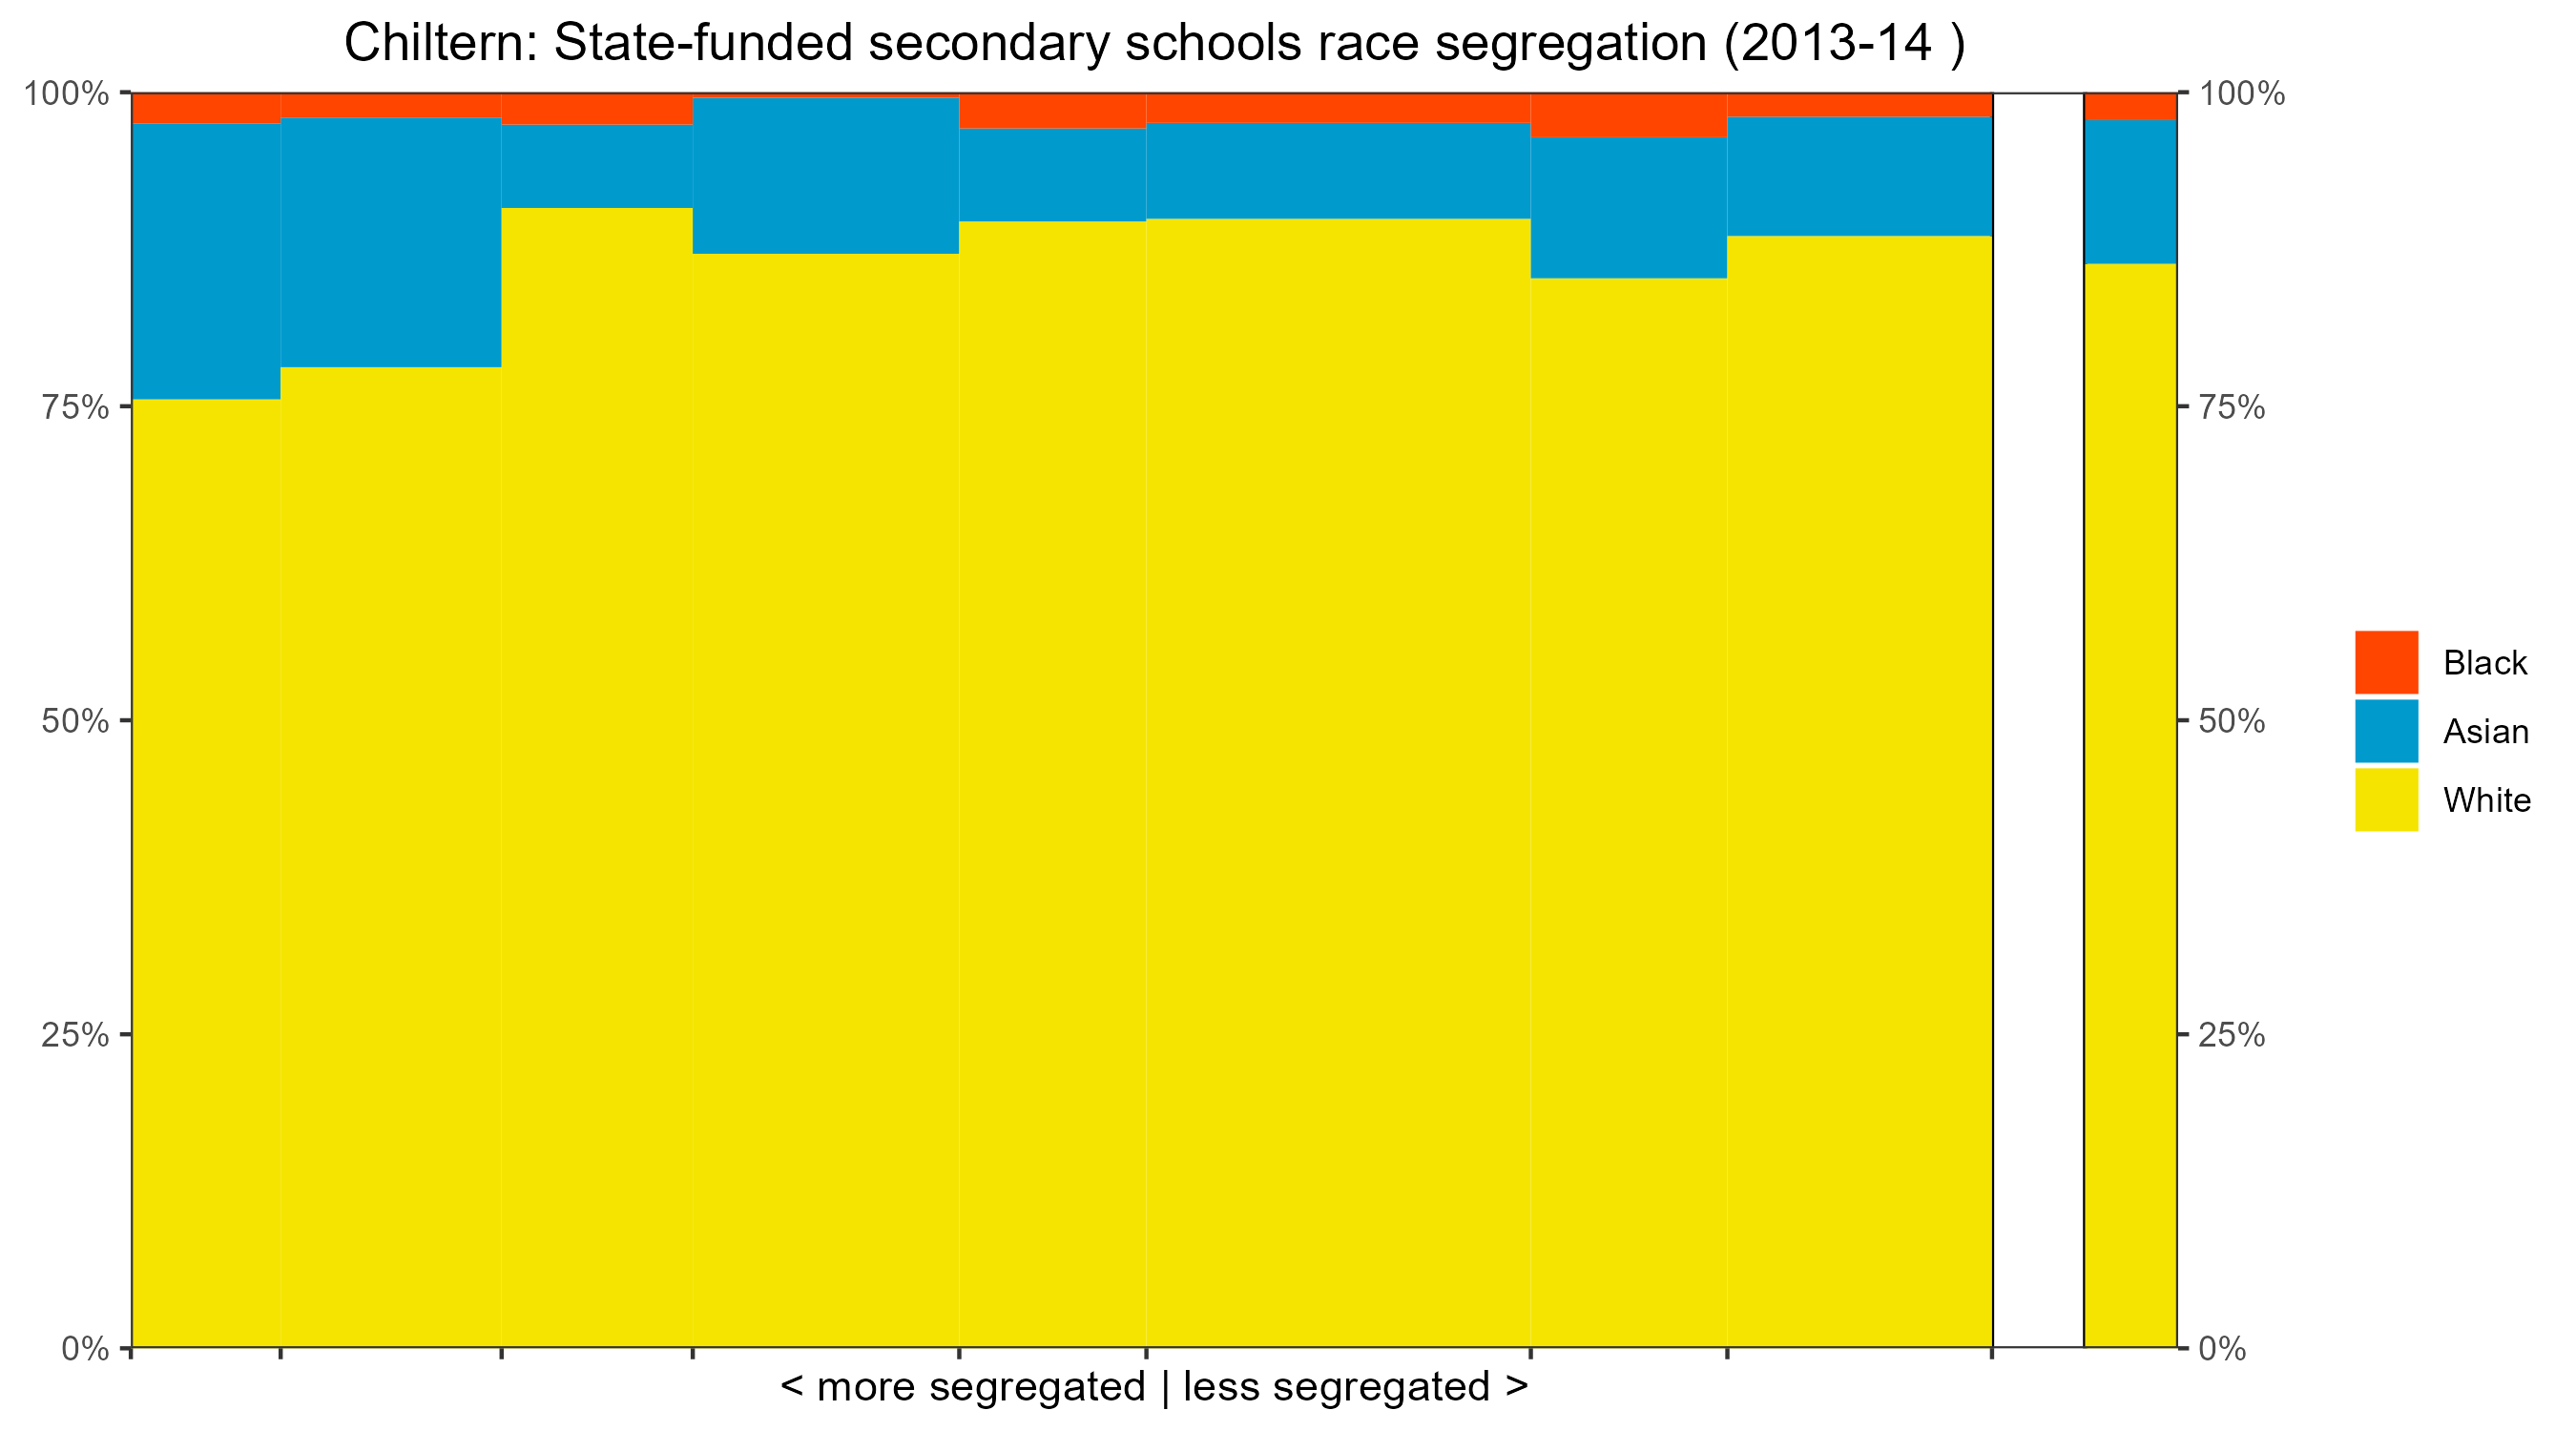 Chiltern: State-funded secondary schools race segregation (2013-14 )
100%
75%
50%
25%
0%
100%
75%
50%
25%
0%
Black
Asian
White
< more segregated | less segregated >